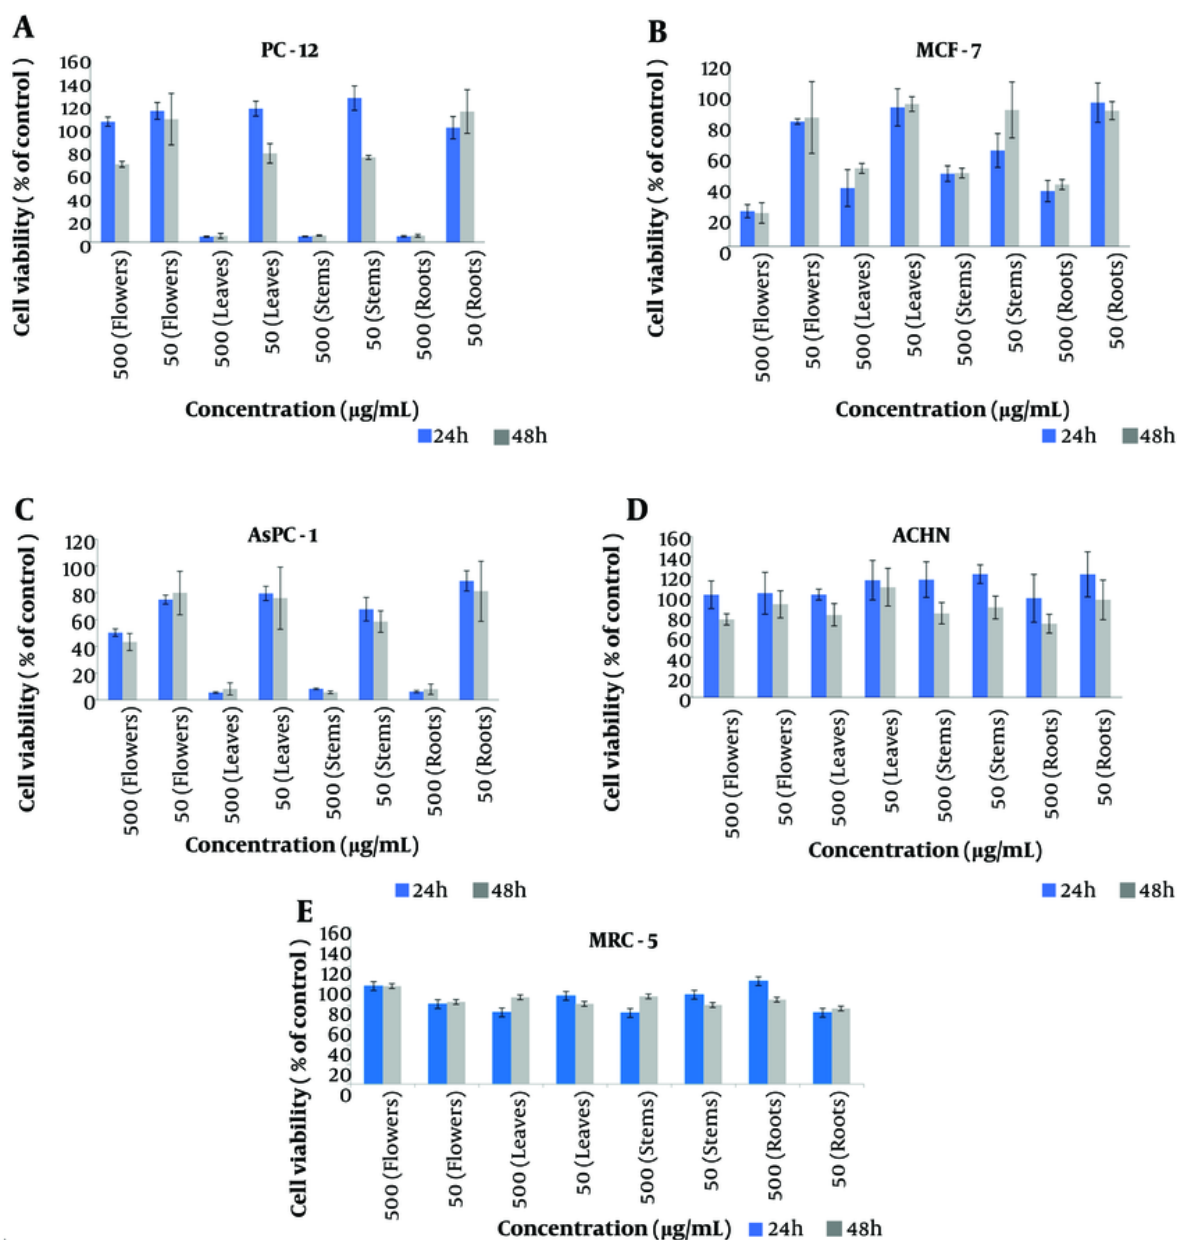 A
PC - 12
Cell viability ( % of control)
160
140
120
100
80
60
40
20
0
500 (Flowers)
50 (Flowers)
500 (Leaves)
50 (Leaves)
500 (Stems)
50 (Stems)
500 (Roots)
50 (Roots)
Concentration (μg/mL)
24h
48h
B
MCF - 7
Cell viability ( % of control)
120
100
80
60
40
20
0
500 (Flowers)
50 (Flowers)
500 (Leaves)
50 (Leaves)
500 (Stems)
50 (Stems)
500 (Roots)
50 (Roots)
Concentration (μg/mL)
24h
48h
C
AsPC - 1
Cell viability ( % of control)
120
100
80
60
40
20
0
500 (Flowers)
50 (Flowers)
500 (Leaves)
50 (Leaves)
500 (Stems)
50 (Stems)
500 (Roots)
50 (Roots)
Concentration (μg/mL)
24h
48h
D
ACHN
Cell viability ( % of control)
160
140
120
100
80
60
40
20
0
500 (Flowers)
50 (Flowers)
500 (Leaves)
50 (Leaves)
500 (Stems)
50 (Stems)
500 (Roots)
50 (Roots)
Concentration (μg/mL)
24h
48h
E
MRC - 5
Cell viability ( % of control)
160
140
120
100
80
60
40
20
0
500 (Flowers)
50 (Flowers)
500 (Leaves)
50 (Leaves)
500 (Stems)
50 (Stems)
500 (Roots)
50 (Roots)
Concentration (μg/mL)
24h
48h